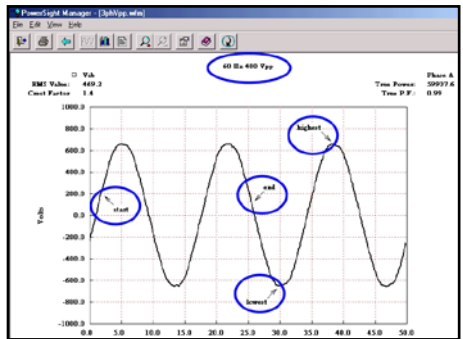 PowerSight Manager - [3phVpp.wfm]
File Edit View Help
60 Hz 480 Vpp
Vab
Phase A
RMS Value: 469.2
True Power: 59937.6
Crest Factor 1.4
True P.F.: 0.99
1000.0
800.0
highest
600.0
400.0
end
200.0
start
Volts
0.0
-200.0
-400.0
-600.0
-800.0
lowest
-1000.0
0.0 5.0 10.0 15.0 20.0 25.0 30.0 35.0 40.0 45.0 50.0